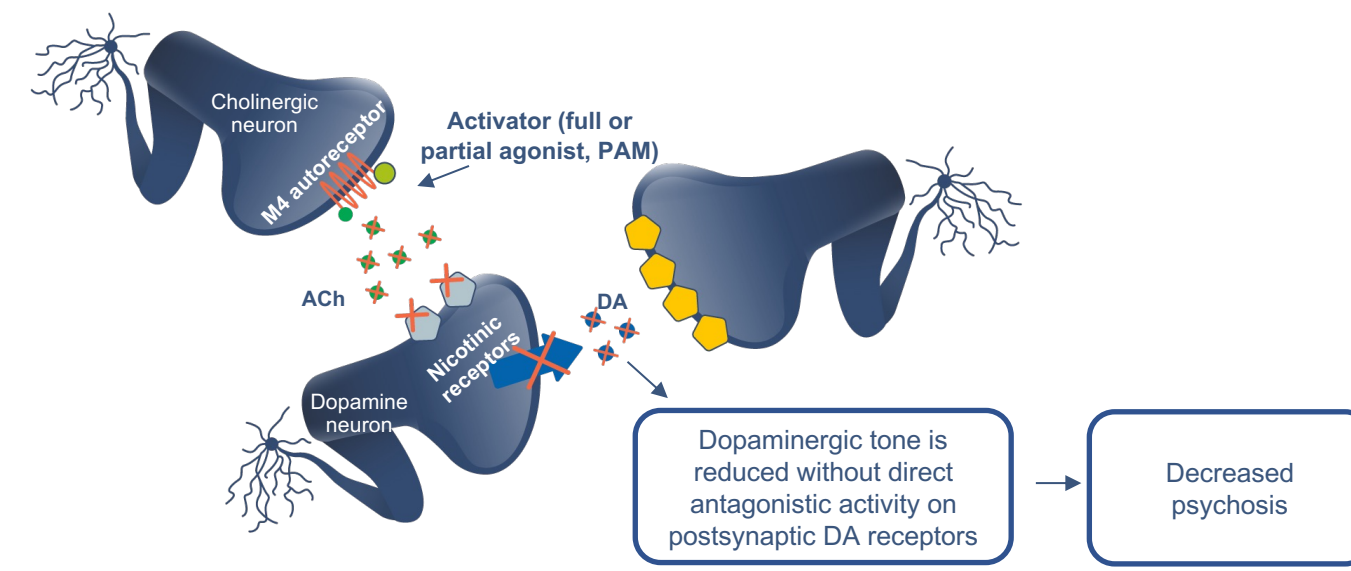 Cholinergic
neuron
M4 autoreceptor
Activator (full or
partial agonist, PAM)
ACh
DA
Nicotinic
receptors
Dopamine
neuron
Dopaminergic tone is
reduced without direct
antagonistic activity on
postsynaptic DA receptors
Decreased
psychosis